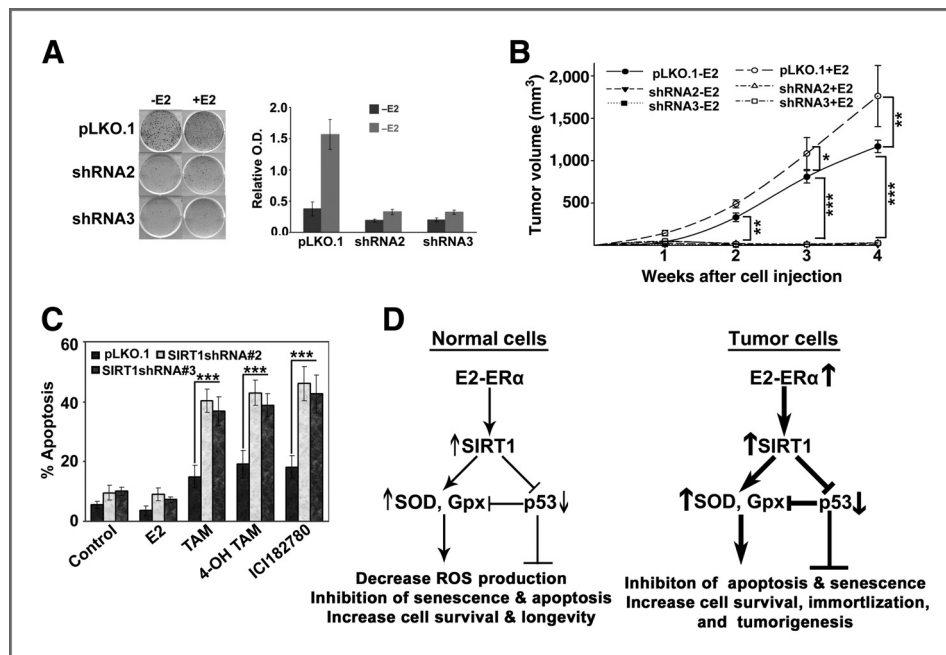 A
-E2 +E2
pLKO.1
shRNA2
shRNA3
Relative O.D.
2.0
1.5
1.0
0.5
0.0
–E2
–E2
pLKO.1 shRNA2 shRNA3
B
Tumor volume (mm3)
2,000
1,500
1,000
500
pLKO.1-E2
shRNA2-E2
shRNA3-E2
pLKO.1+E2
shRNA2+E2
shRNA3+E2
**
*
***
***
**
1 2 3 4
Weeks after cell injection
C
% Apoptosis
60
40
20
0
pLKO.1 SIRT1shRNA#2
SIRT1shRNA#3
*** *** ***
Control
E2
TAM
4-OH TAM
ICI182780
D
Normal cells
E2-ERα
↑SIRT1
↑SOD, Gpx p53↓
Decrease ROS production
Inhibition of senescence & apoptosis
Increase cell survival & longevity
Tumor cells
E2-ERα↑
↑SIRT1
↑SOD, Gpx p53↓
Inhibiton of apoptosis & senescence
Increase cell survival, immortlization,
and tumorigenesis